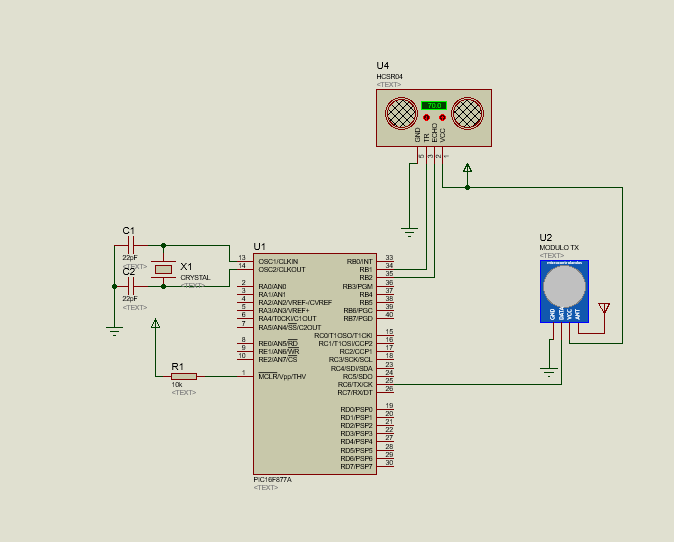 U4
HCSR04
<TEXT>
78.0
GND
TR
ECHO
VCC
5
3
2
1
C1
22pF
<TEXT>
C2
22pF
<TEXT>
X1
CRYSTAL
<TEXT>
R1
10k
<TEXT>
U1
13 OSC1/CLKIN
14 OSC2/CLKOUT
2 RA0/AN0
3 RA1/AN1
4 RA2/AN2/VREF-/CVREF
5 RA3/AN3/VREF+
6 RA4/T0CKI/C1OUT
7 RA5/AN4/SS/C2OUT
8 RE0/AN5/RD
9 RE1/AN6/WR
10 RE2/AN7/CS
1 MCLR/Vpp/THV
RB0/INT 33
RB1 34
RB2 35
RB3/PGM 36
RB4 37
RB5 38
RB6/PGC 39
RB7/PGD 40
RC0/T1OSO/T1CKI 15
RC1/T1OSI/CCP2 16
RC2/CCP1 17
RC3/SCK/SCL 18
RC4/SDI/SDA 23
RC5/SDO 24
RC6/TX/CK 25
RC7/RX/DT 26
RD0/PSP0 19
RD1/PSP1 20
RD2/PSP2 21
RD3/PSP3 22
RD4/PSP4 27
RD5/PSP5 28
RD6/PSP6 29
RD7/PSP7 30
PIC16F877A
<TEXT>
U2
MODULO TX
<TEXT>
GND
VCC
ANT